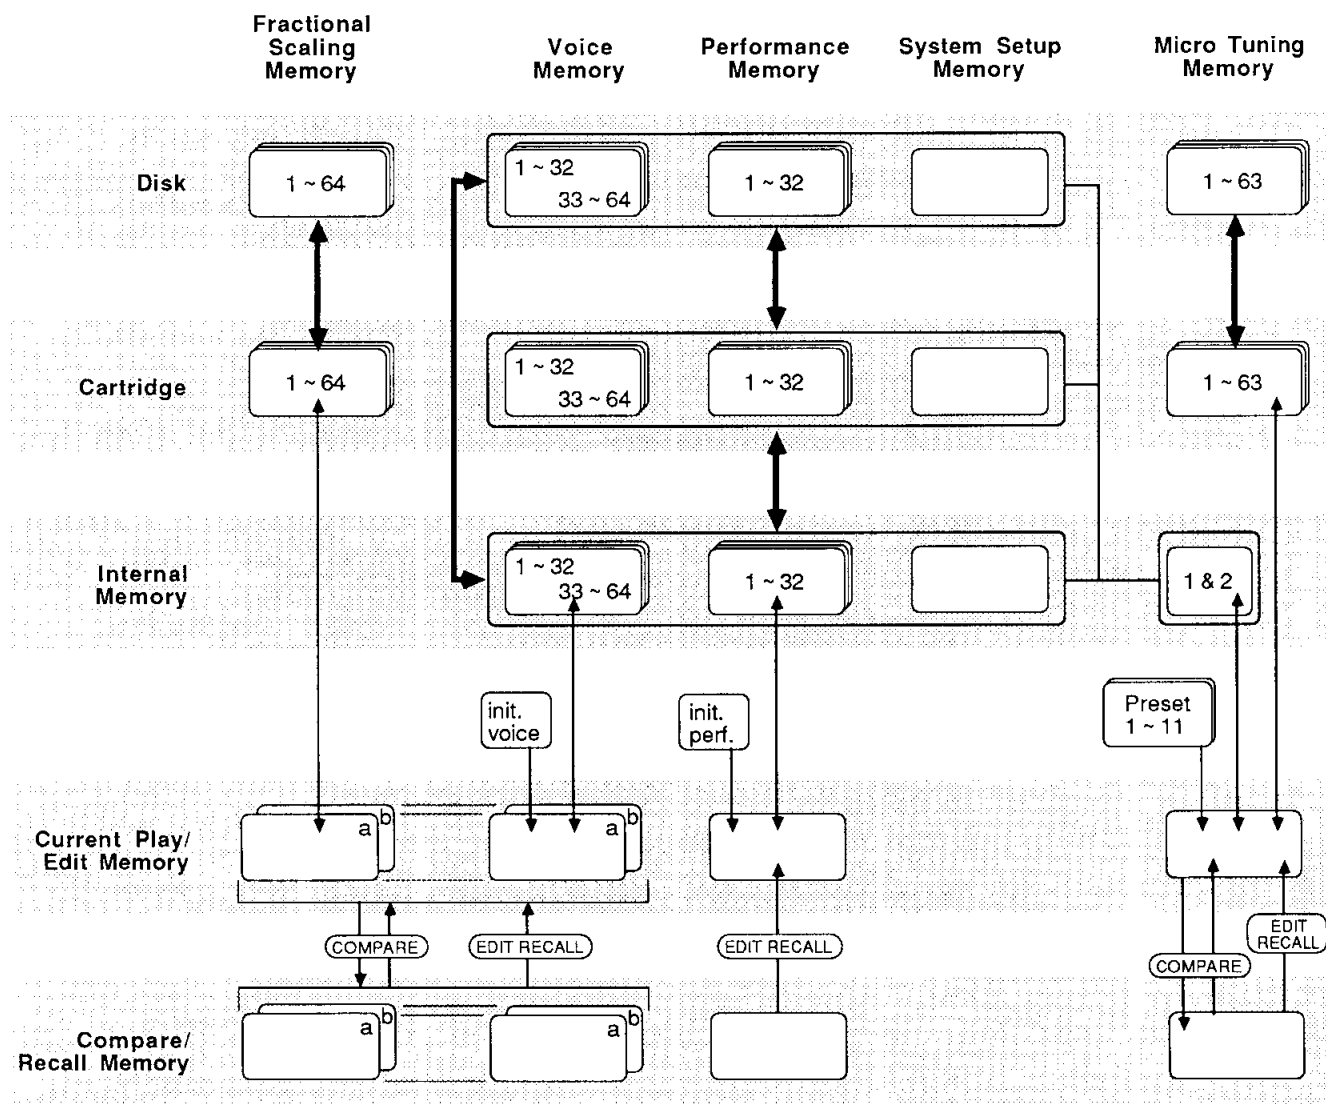 Fractional
Scaling
Memory
Voice
Memory
Performance
Memory
System Setup
Memory
Micro Tuning
Memory
Disk
1 ~ 64
1 ~ 32
33 ~ 64
1 ~ 32
1 ~ 63
Cartridge
1 ~ 64
1 ~ 32
33 ~ 64
1 ~ 32
1 ~ 63
Internal
Memory
1 ~ 32
33 ~ 64
1 ~ 32
1 & 2
init.
voice
init.
perf.
Preset
1 ~ 11
Current Play/
Edit Memory
a
b
a
b
COMPARE
EDIT RECALL
EDIT RECALL
COMPARE
EDIT
RECALL
Compare/
Recall Memory
a
b
a
b